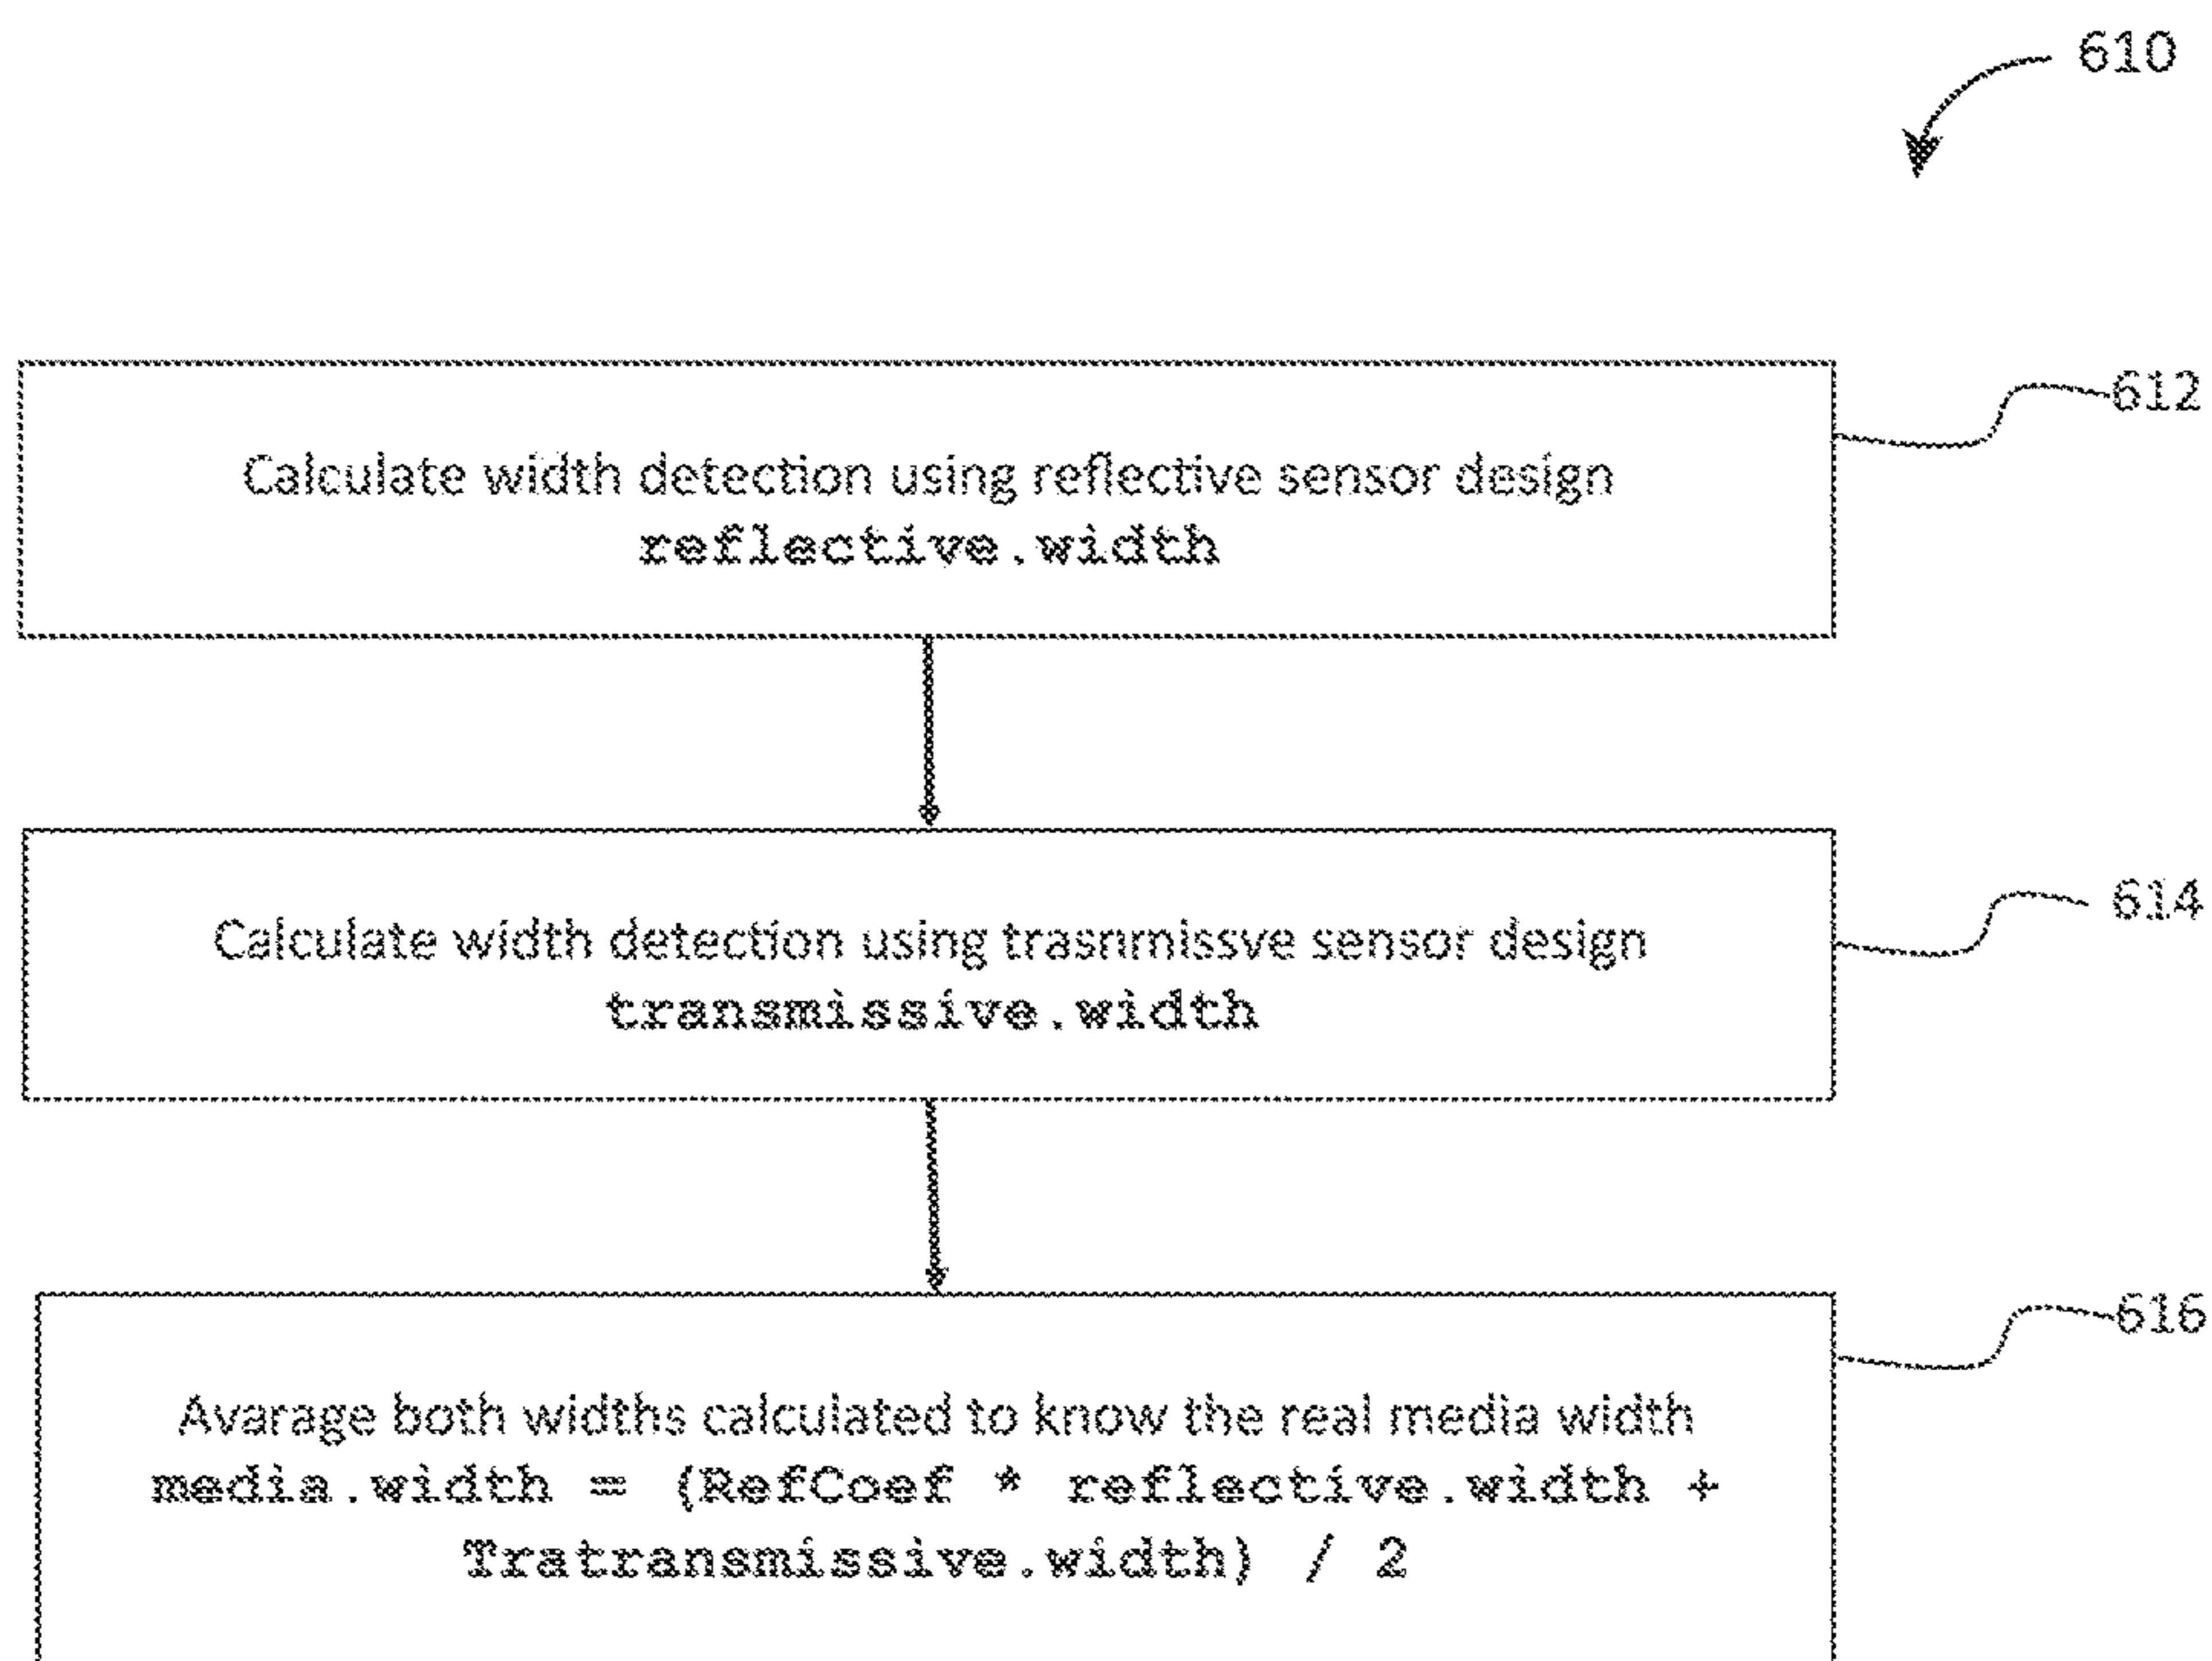 610
612
Calculate width detection using reflective sensor design
reflective.width
614
Calculate width detection using trasnmissve sensor design
transmissive.width
616
Avarage both widths calculated to know the real media width
media.width = (RefCoef * reflective.width +
Tratransmissive.width) / 2